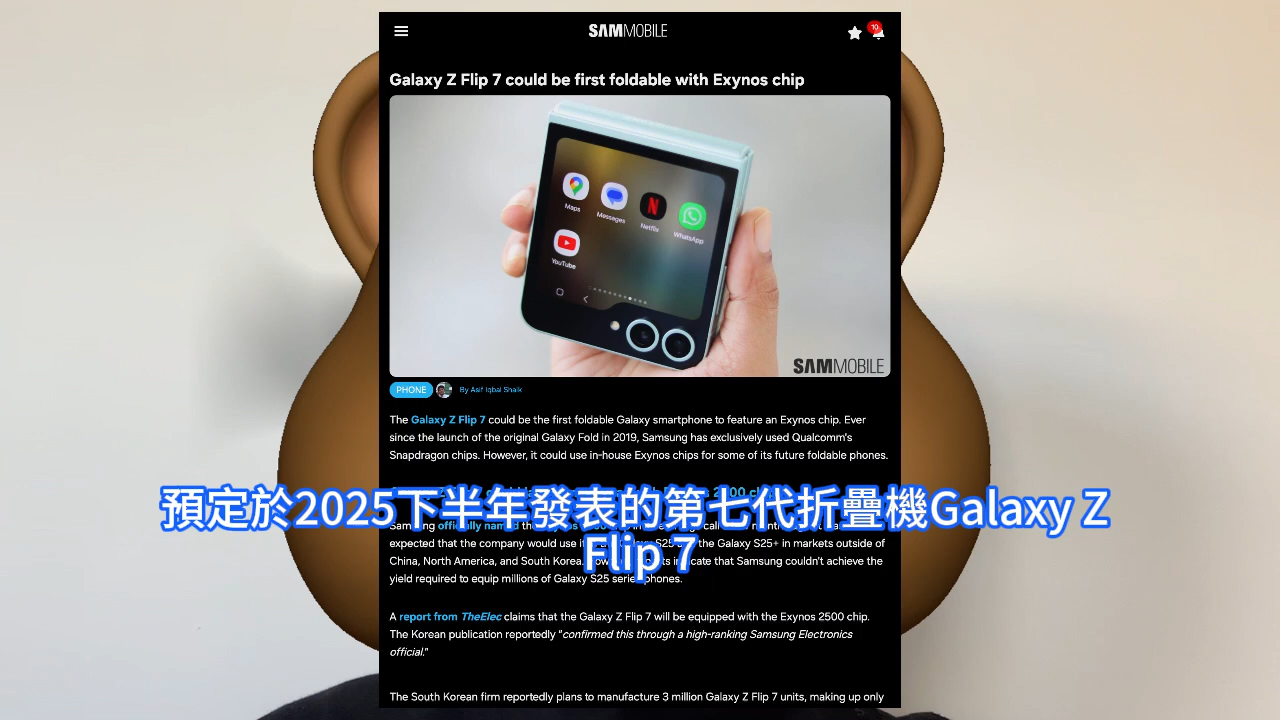 SAMMOBILE
10
Galaxy Z Flip 7 could be first foldable with Exynos chip
Maps
Messages
Netflix
WhatsApp
YouTube
SAMMOBILE
PHONE
By Asif Iqbal Shaik
The Galaxy Z Flip 7 could be the first foldable Galaxy smartphone to feature an Exynos chip. Ever
since the launch of the original Galaxy Fold in 2019, Samsung has exclusively used Qualcomm's
Snapdragon chips. However, it could use in-house Exynos chips for some of its future foldable phones.
預定於2025下半年發表的第七代折疊機Galaxy Z
Flip 7
officially named
expected that the company would use
the Galaxy S25+ in markets outside of
China, North America, and South Korea.
indicate that Samsung couldn't achieve the
yield required to equip millions of Galaxy S25 series phones.
A report from TheElec claims that the Galaxy Z Flip 7 will be equipped with the Exynos 2500 chip.
The Korean publication reportedly "confirmed this through a high-ranking Samsung Electronics
official."
The South Korean firm reportedly plans to manufacture 3 million Galaxy Z Flip 7 units, making up only